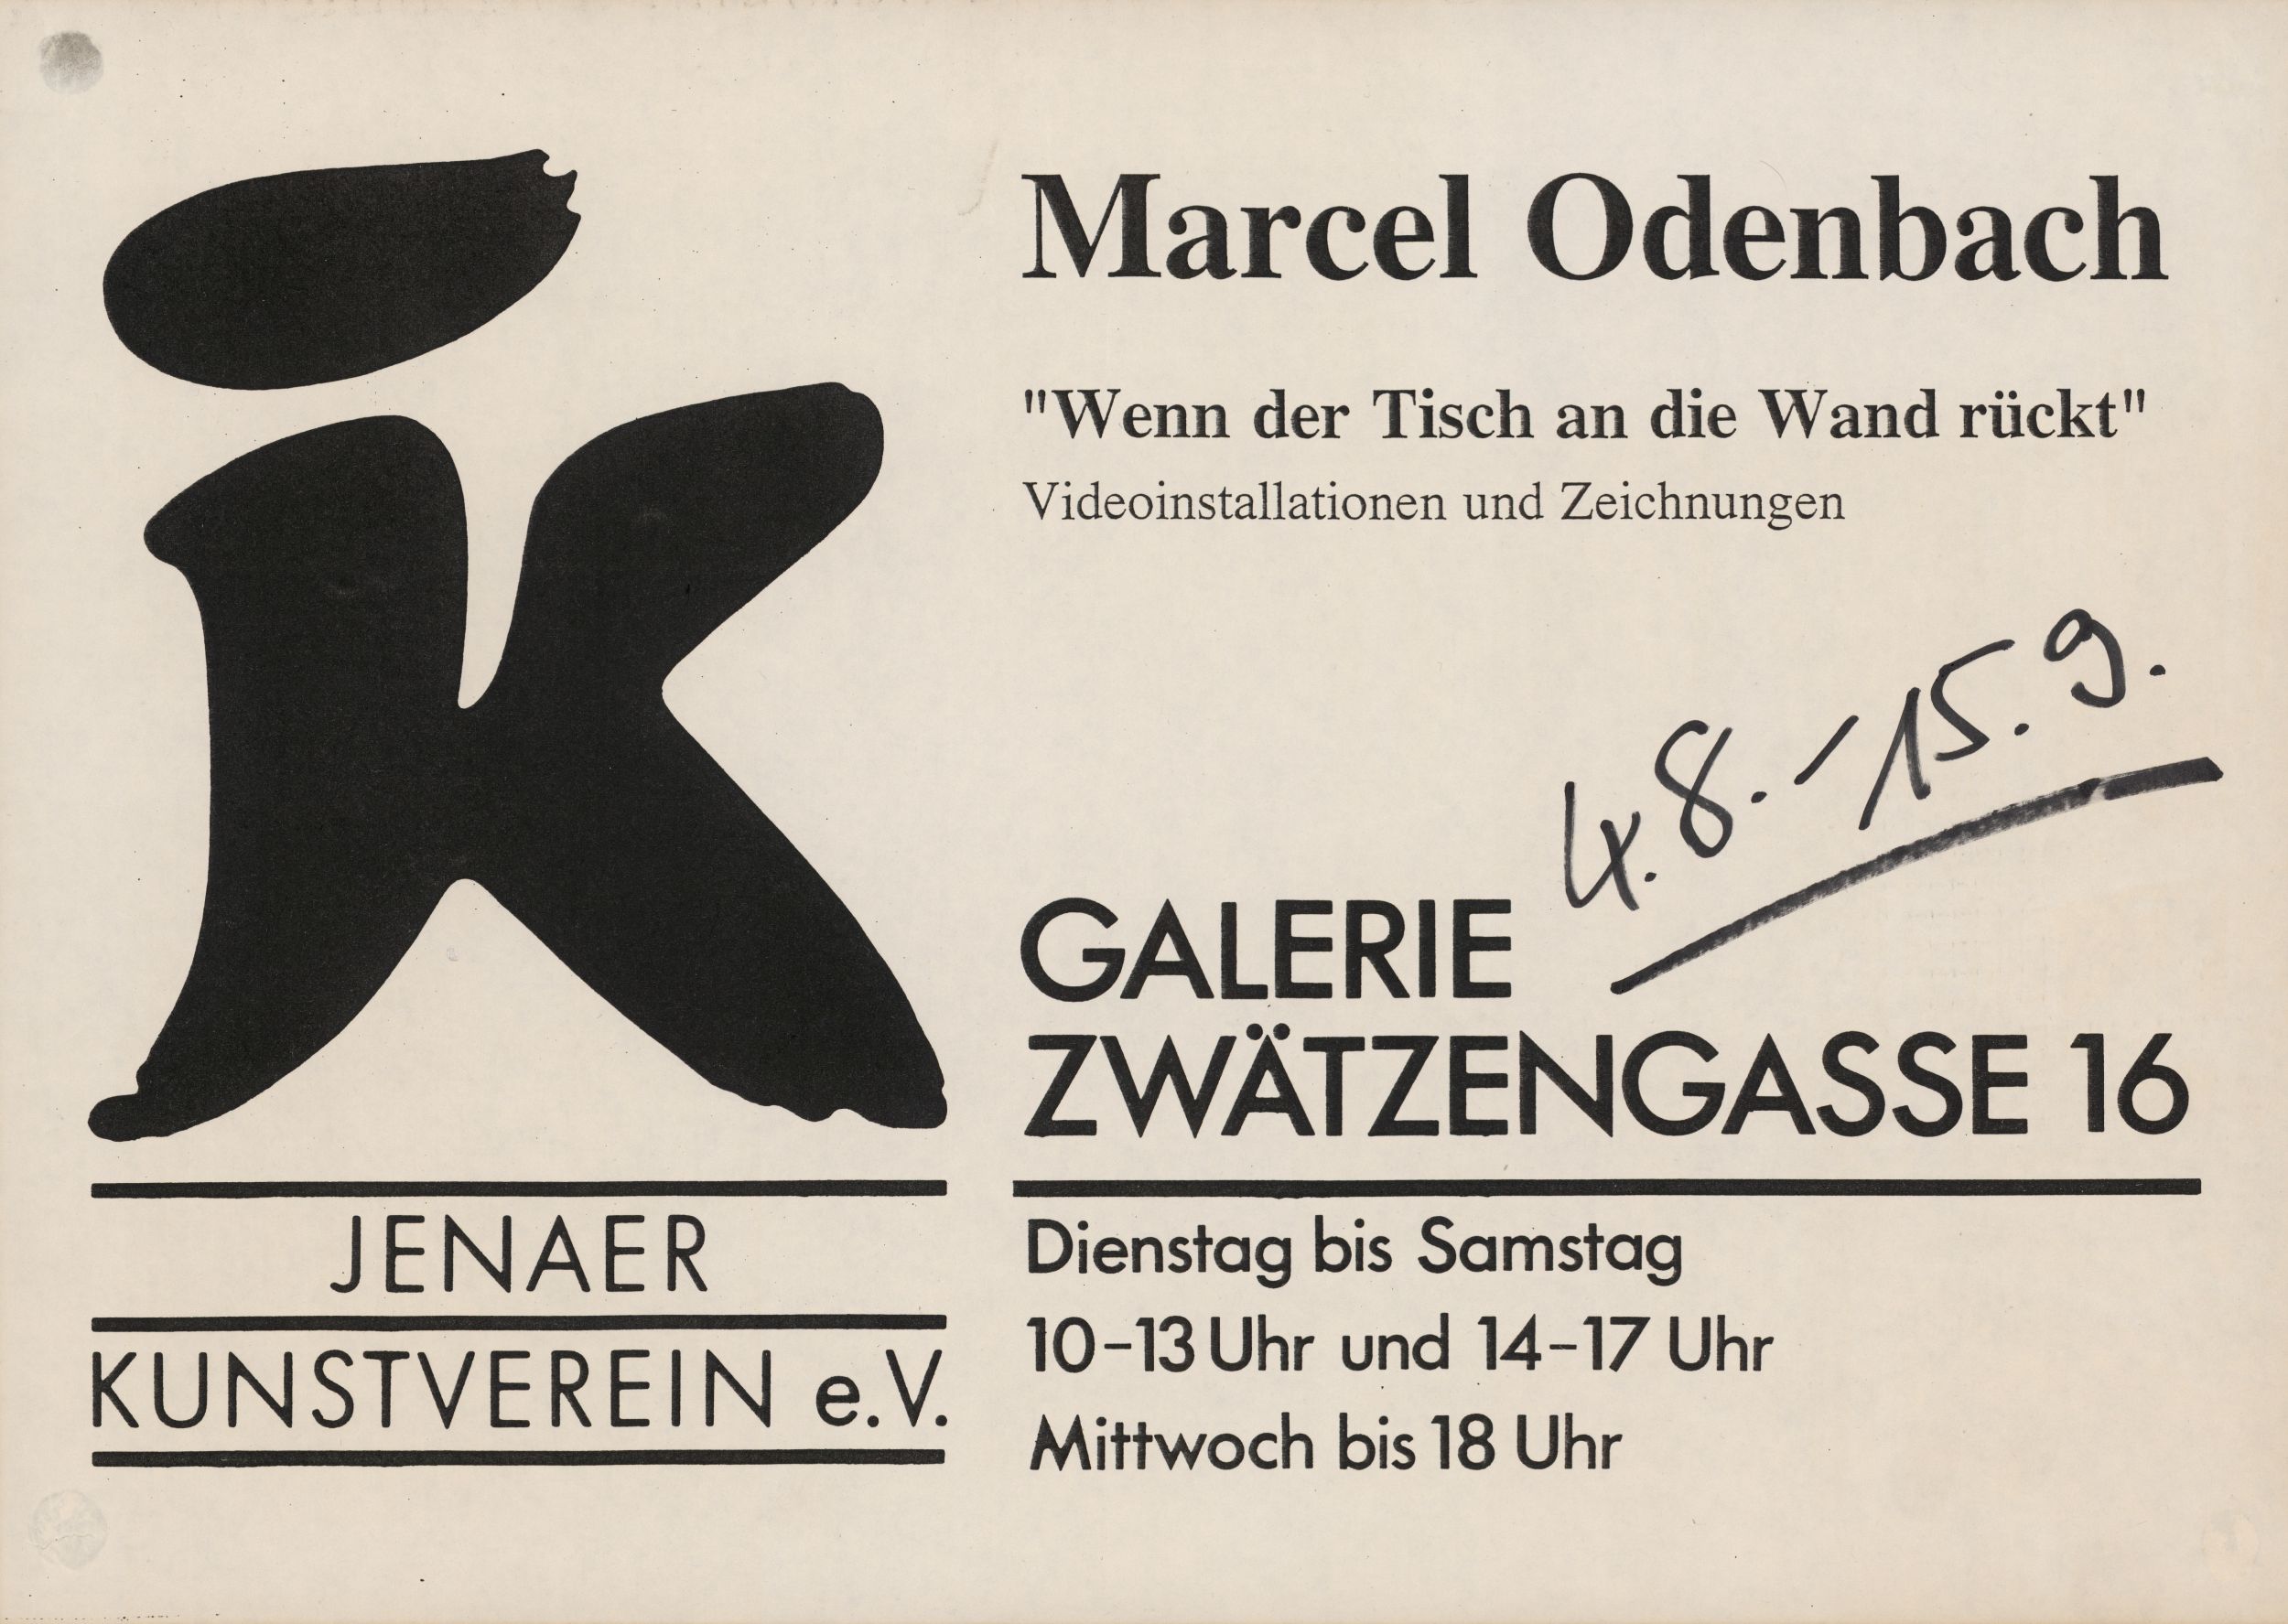 Marcel Odenbach
"Wenn der Tisch an die Wand rückt"
Videoinstallationen und Zeichnungen
4.8.-15.9.
GALERIE
ZWÄTZENGASSE 16
Dienstag bis Samstag
10-13 Uhr und 14-17 Uhr
Mittwoch bis 18 Uhr
JENAER
KUNSTVEREIN e.V.